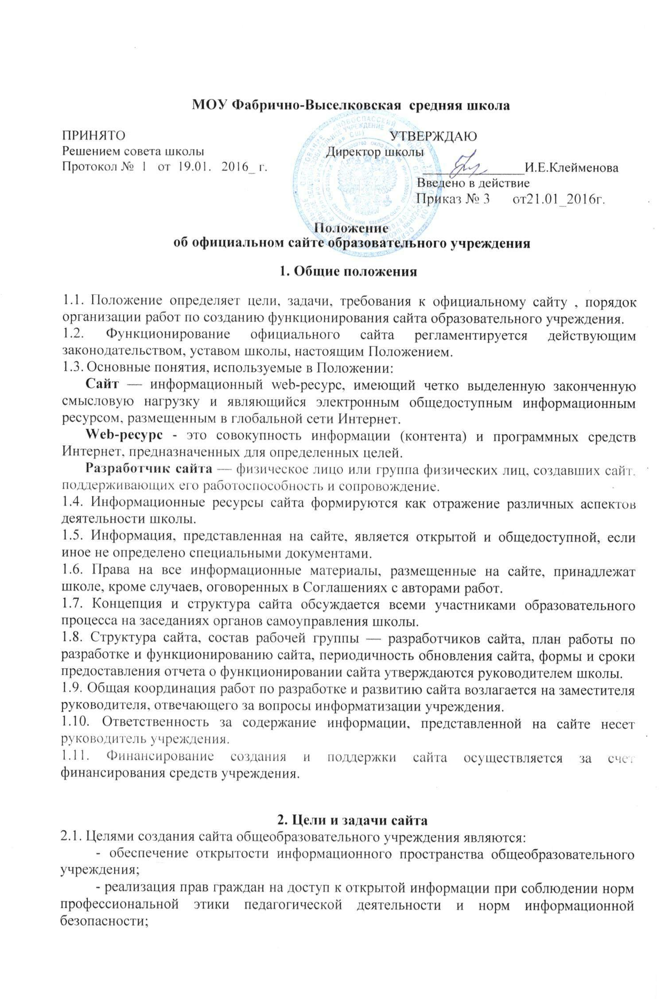 МОУ Фабрично-Выселковская средняя школа
ПРИНЯТО УТВЕРЖДАЮ
Решением совета школы Директор школы
Протокол № 1 от 19.01. 2016_ г. _______________И.Е.Клейменова
Введено в действие
Приказ № 3 от21.01_2016г.
Положение
об официальном сайте образовательного учреждения
1. Общие положения
1.1. Положение определяет цели, задачи, требования к официальному сайту , порядок
организации работ по созданию функционирования сайта образовательного учреждения.
1.2. Функционирование официального сайта регламентируется действующим
законодательством, уставом школы, настоящим Положением.
1.3. Основные понятия, используемые в Положении:
Сайт — информационный web-ресурс, имеющий четко выделенную законченную
смысловую нагрузку и являющийся электронным общедоступным информационным
ресурсом, размещенным в глобальной сети Интернет.
Web-ресурс - это совокупность информации (контента) и программных средств
Интернет, предназначенных для определенных целей.
Разработчик сайта — физическое лицо или группа физических лиц, создавших сайт.
поддерживающих его работоспособность и сопровождение.
1.4. Информационные ресурсы сайта формируются как отражение различных аспектов
деятельности школы.
1.5. Информация, представленная на сайте, является открытой и общедоступной, если
иное не определено специальными документами.
1.6. Права на все информационные материалы, размещенные на сайте, принадлежат
школе, кроме случаев, оговоренных в Соглашениях с авторами работ.
1.7. Концепция и структура сайта обсуждается всеми участниками образовательного
процесса на заседаниях органов самоуправления школы.
1.8. Структура сайта, состав рабочей группы — разработчиков сайта, план работы по
разработке и функционированию сайта, периодичность обновления сайта, формы и сроки
предоставления отчета о функционировании сайта утверждаются руководителем школы.
1.9. Общая координация работ по разработке и развитию сайта возлагается на заместителя
руководителя, отвечающего за вопросы информатизации учреждения.
1.10. Ответственность за содержание информации, представленной на сайте несет
руководитель учреждения.
1.11. Финансирование создания и поддержки сайта осуществляется за счет
финансирования средств учреждения.
2. Цели и задачи сайта
2.1. Целями создания сайта общеобразовательного учреждения являются:
- обеспечение открытости информационного пространства общеобразовательного
учреждения;
- реализация прав граждан на доступ к открытой информации при соблюдении норм
профессиональной этики педагогической деятельности и норм информационной
безопасности;